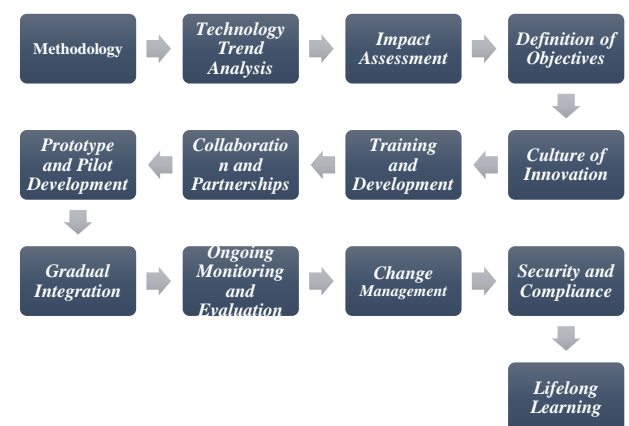 Methodology
Technology
Trend
Analysis
Impact
Assessment
Definition of
Objectives
Culture of
Innovation
Training
and
Development
Collaboratio
n and
Partnerships
Prototype
and Pilot
Development
Gradual
Integration
Ongoing
Monitoring
and
Evaluation
Change
Management
Security and
Compliance
Lifelong
Learning